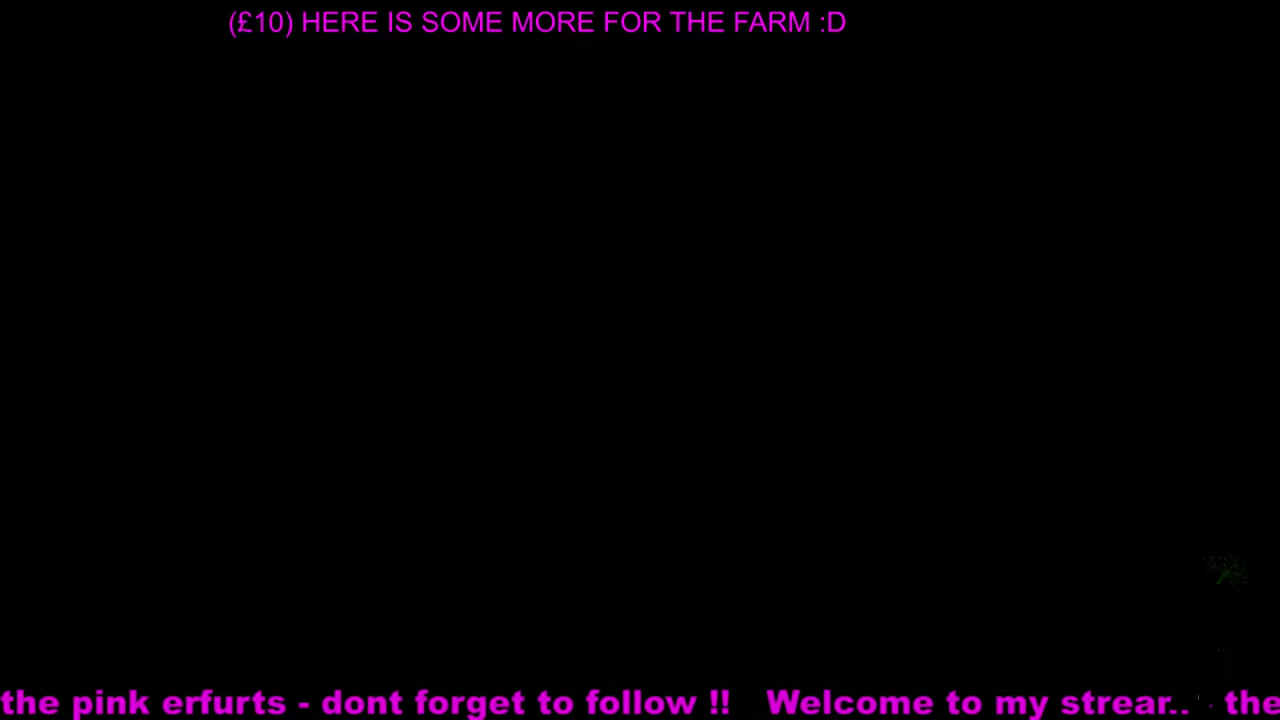 (£10) HERE IS SOME MORE FOR THE FARM :D
the pink erfurts - dont forget to follow !! Welcome to my strear.. the